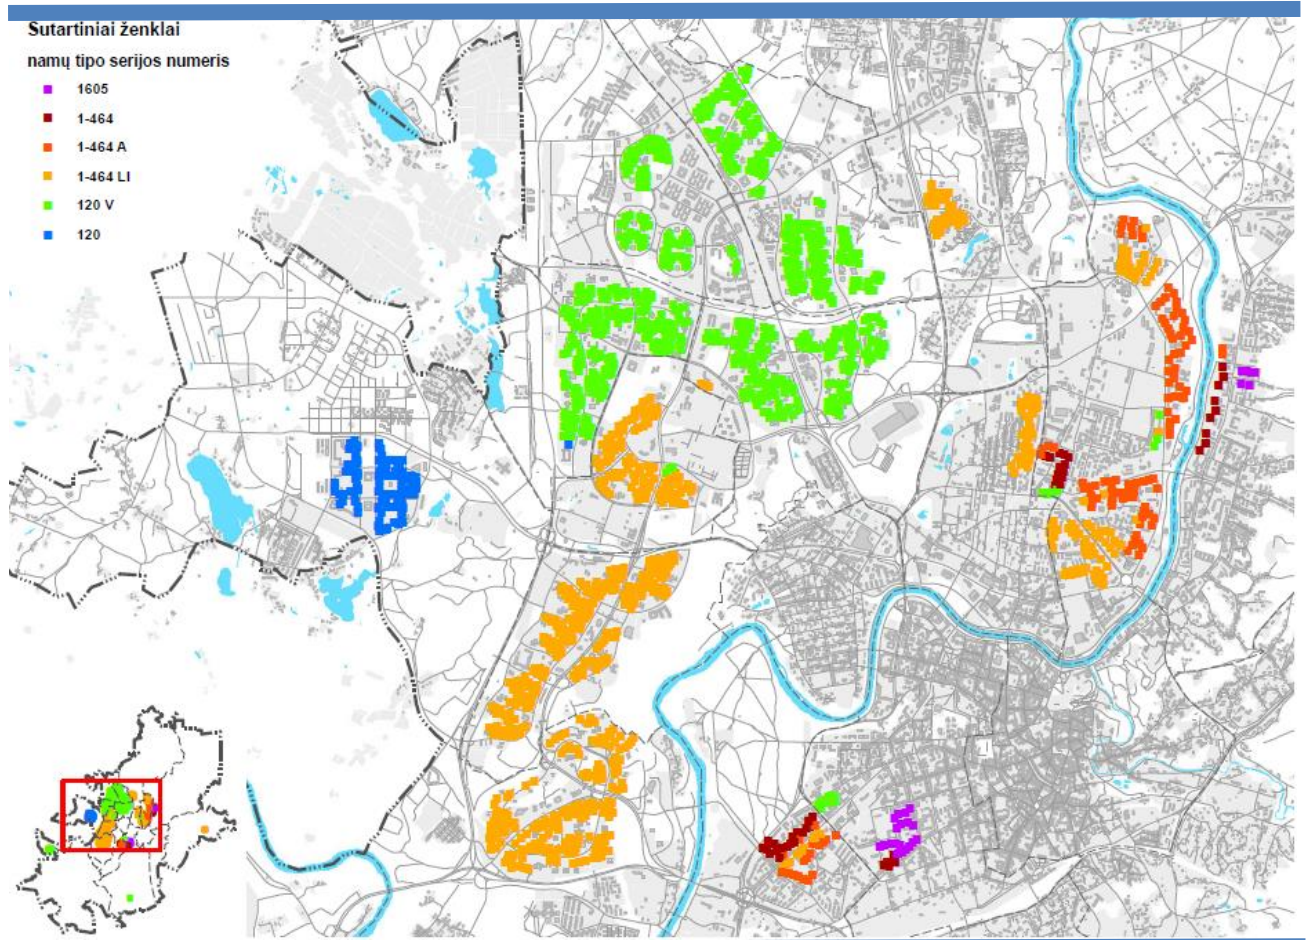 Sutartiniai ženklai
namų tipo serijos numeris
1605
1-464
1-464 A
1-464 LI
120 V
120